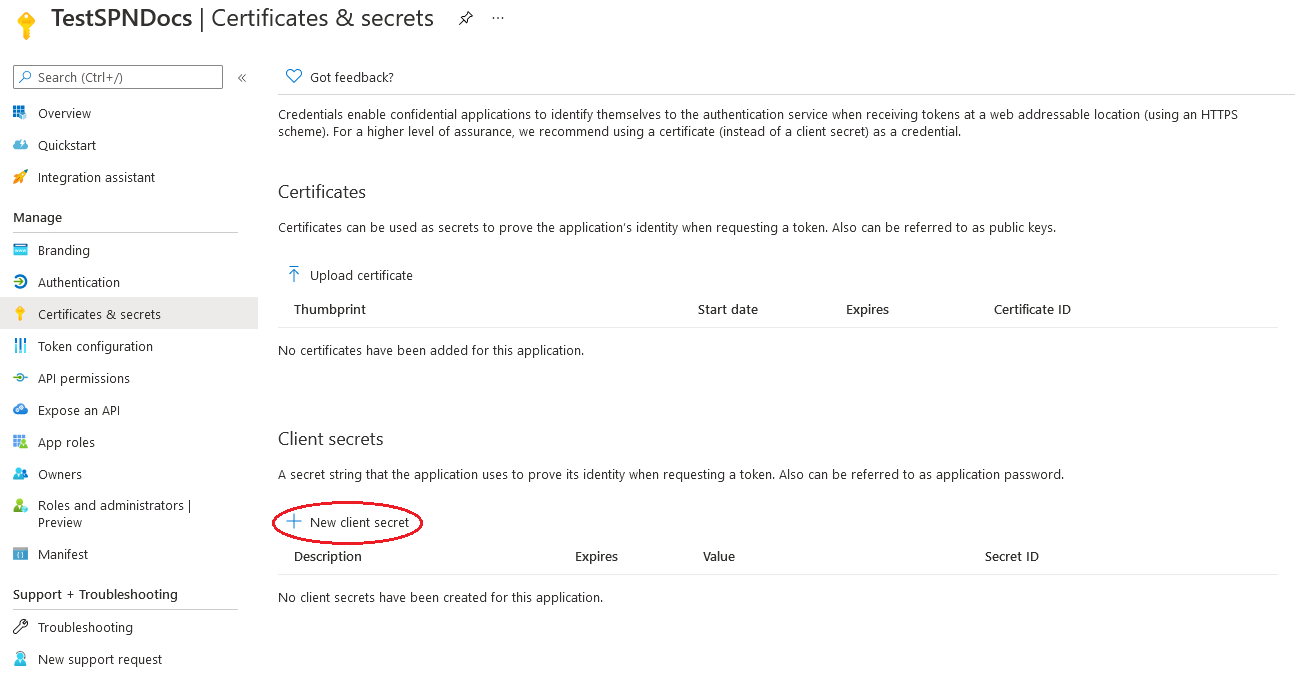 TestSPNDocs | Certificates & secrets
Search (Ctrl+/)
Overview
Quickstart
Integration assistant
Manage
Branding
Authentication
Certificates & secrets
Token configuration
API permissions
Expose an API
App roles
Owners
Roles and administrators |
Preview
Manifest
Support + Troubleshooting
Troubleshooting
New support request
Got feedback?
Credentials enable confidential applications to identify themselves to the authentication service when receiving tokens at a web addressable location (using an HTTPS
scheme). For a higher level of assurance, we recommend using a certificate (instead of a client secret) as a credential.
Certificates
Certificates can be used as secrets to prove the application's identity when requesting a token. Also can be referred to as public keys.
Upload certificate
Thumbprint Start date Expires Certificate ID
No certificates have been added for this application.
Client secrets
A secret string that the application uses to prove its identity when requesting a token. Also can be referred to as application password.
New client secret
Description Expires Value Secret ID
No client secrets have been created for this application.